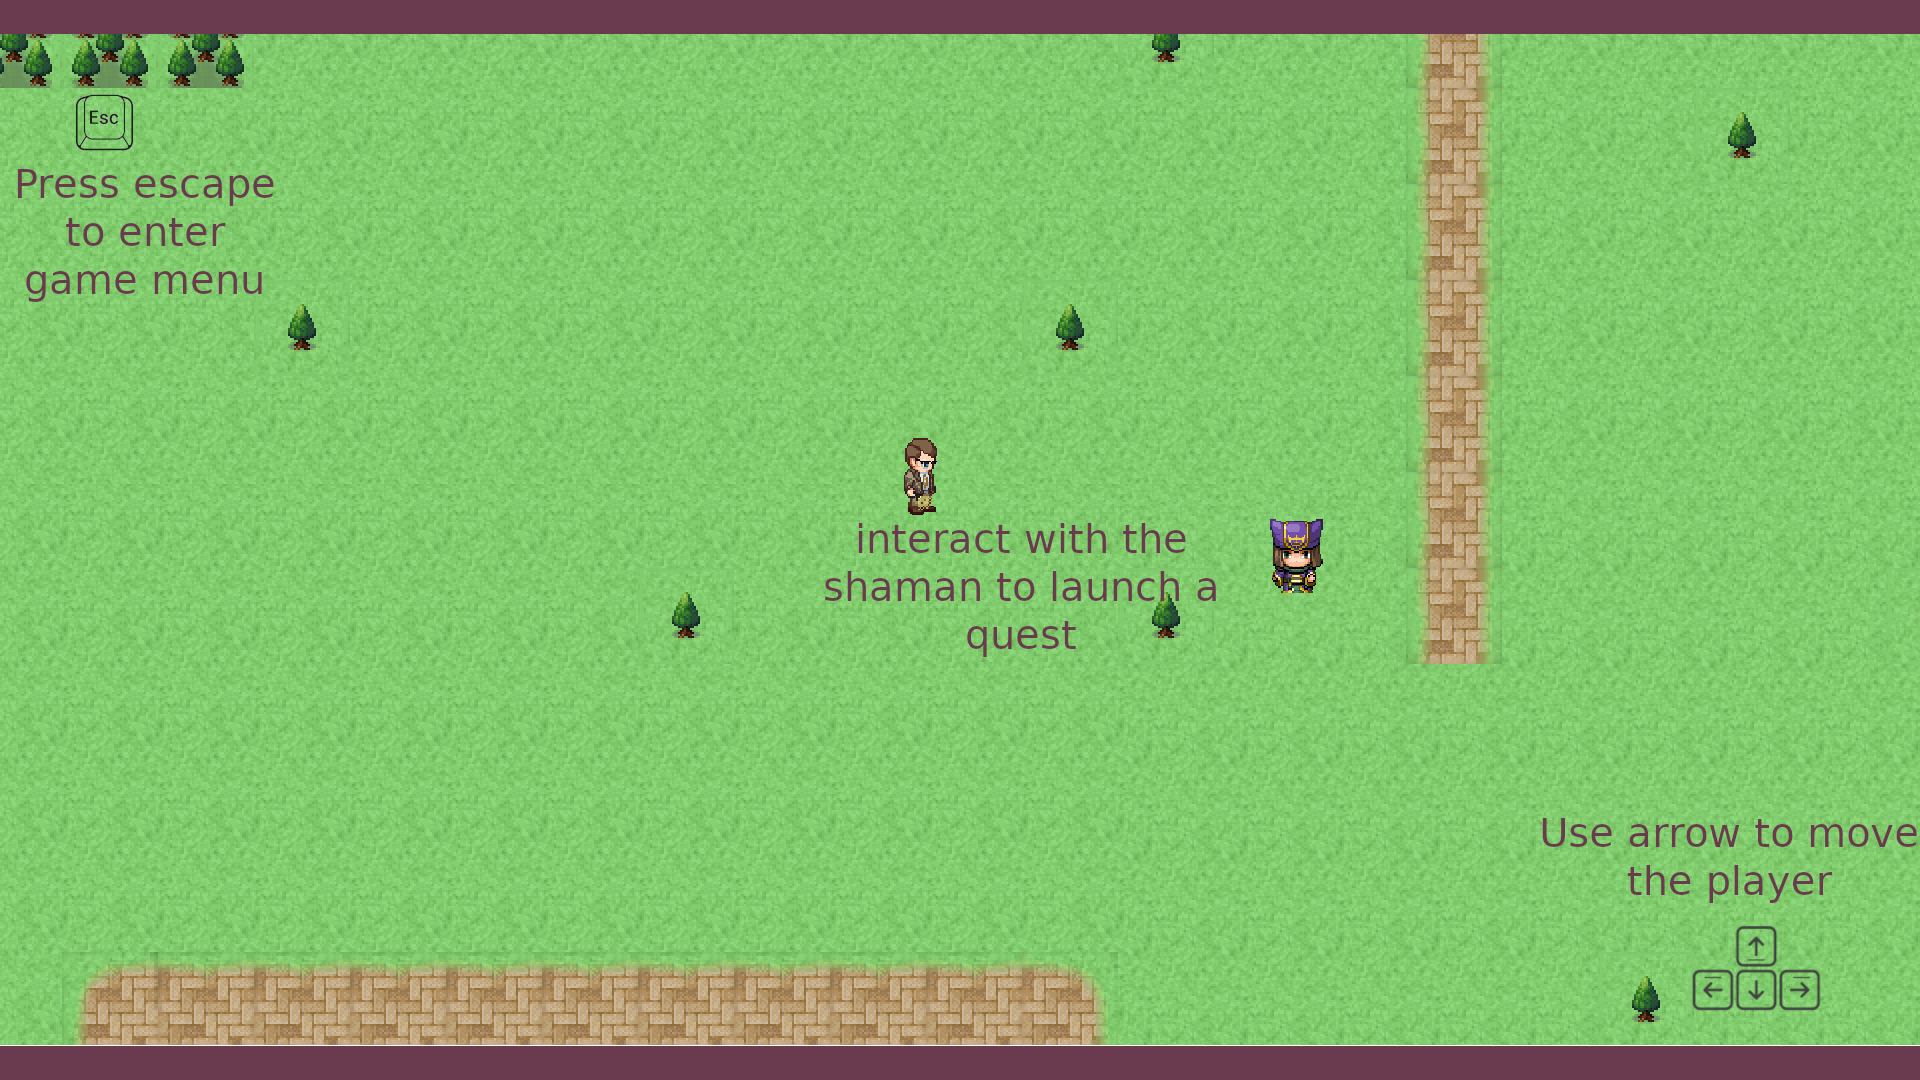 Esc
Press escape
to enter
game menu
interact with the
shaman to launch a
quest
Use arrow to move
the player